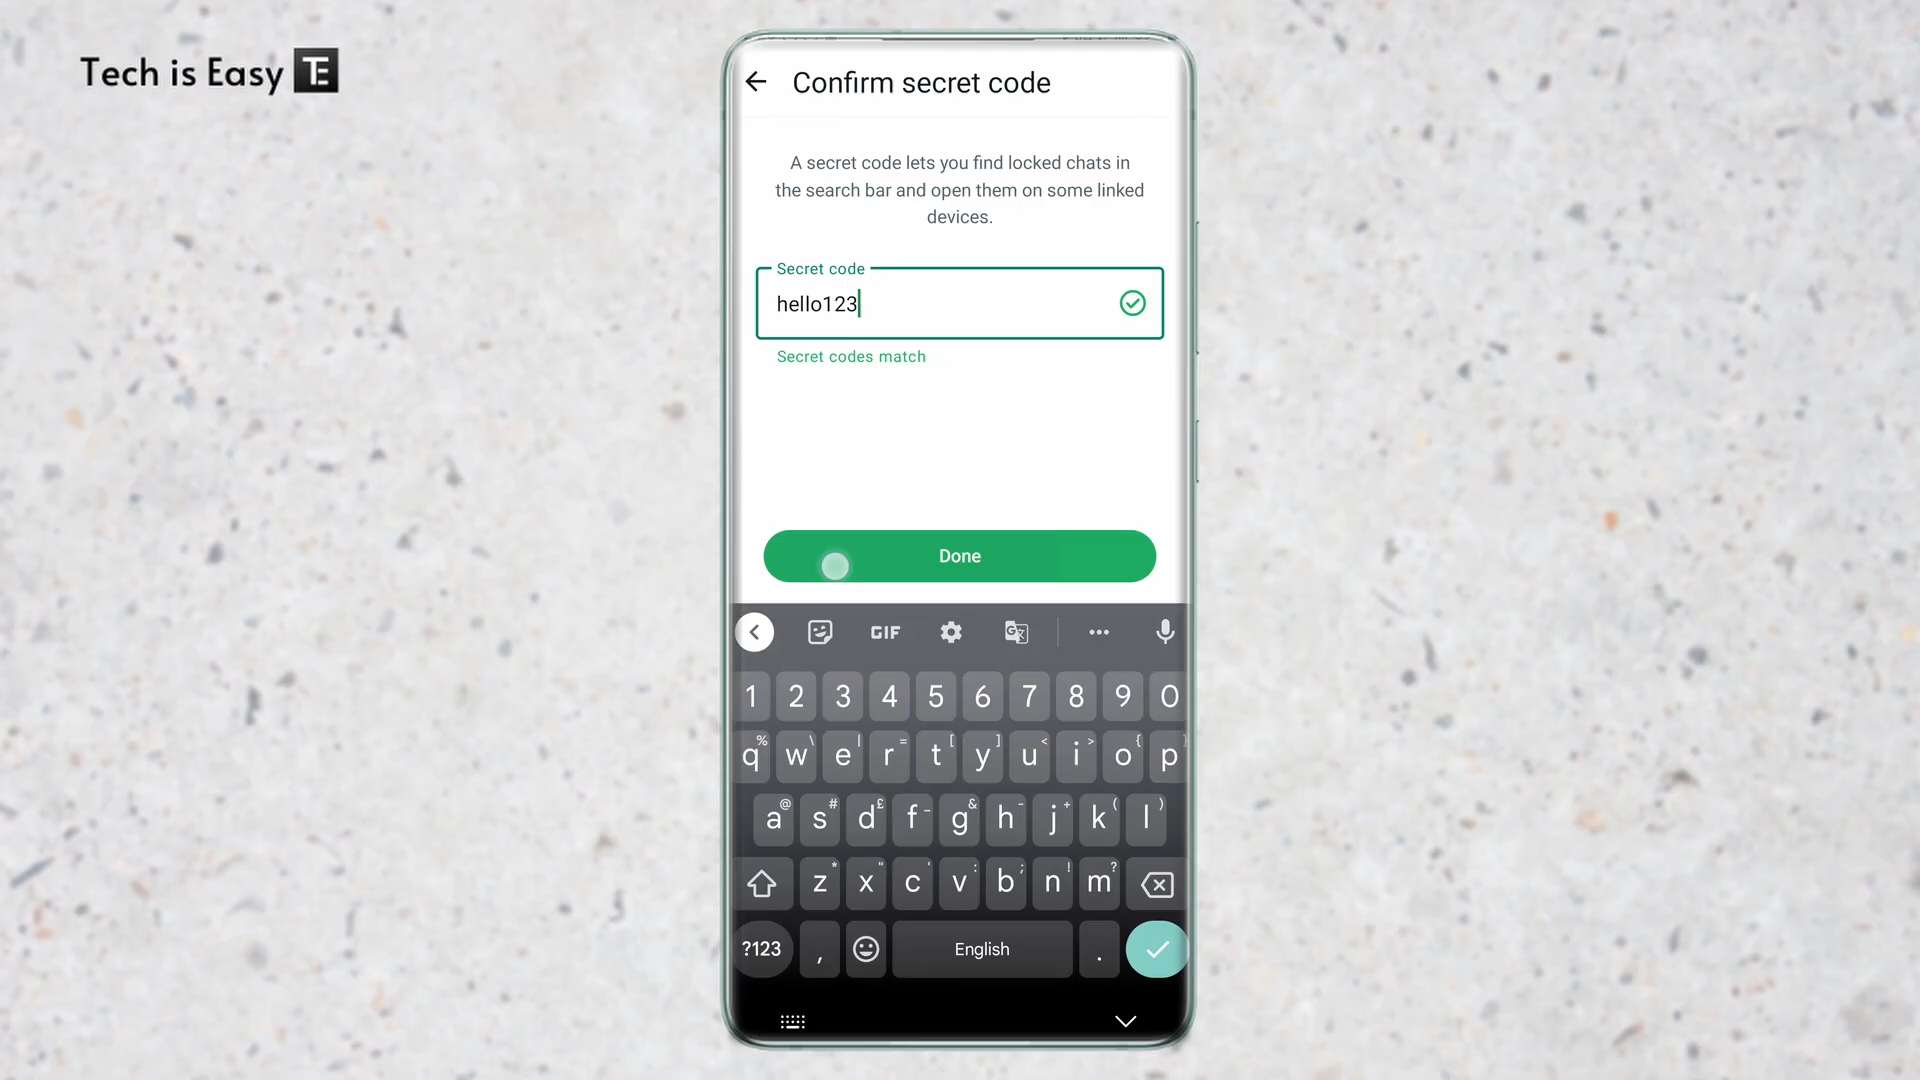 Tech is Easy TE
Confirm secret code
A secret code lets you find locked chats in
the search bar and open them on some linked
devices.
Secret code
hello123
Secret codes match
Done
GIF
1 2 3 4 5 6 7 8 9 0
% \ | = [ ] < > { }
q w e r t y u i o p
@ # £ - & - + ( )
a s d f g h j k l
* " ' : ; ! ?
z x c v b n m
?123 , English .